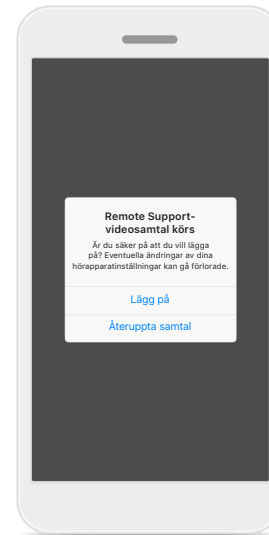 Remote Support-
videosamtal körs
Är du säker på att du vill lägga
på? Eventuella ändringar av dina
hörapparatinställningar kan gå förlorade.
Lägg på
Återuppta samtal